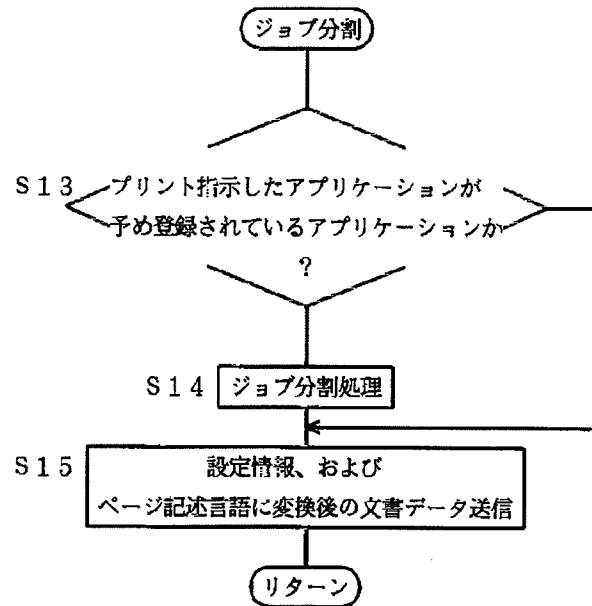 ジョブ分割
S13 プリント指示したアプリケーションが
予め登録されているアプリケーションか
?
S14 ジョブ分割処理
S15 設定情報、および
ページ記述言語に変換後の文書データ送信
リターン